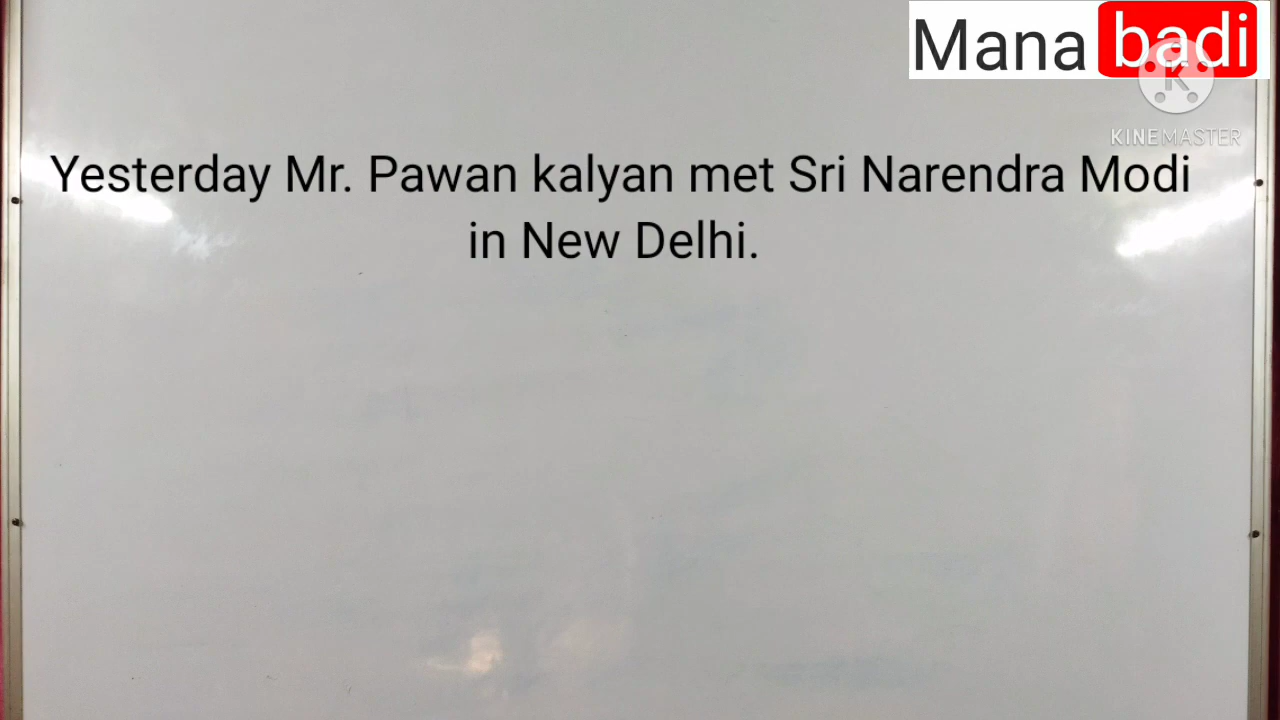 Mana badi
KINEMASTER
Yesterday Mr. Pawan kalyan met Sri Narendra Modi
in New Delhi.